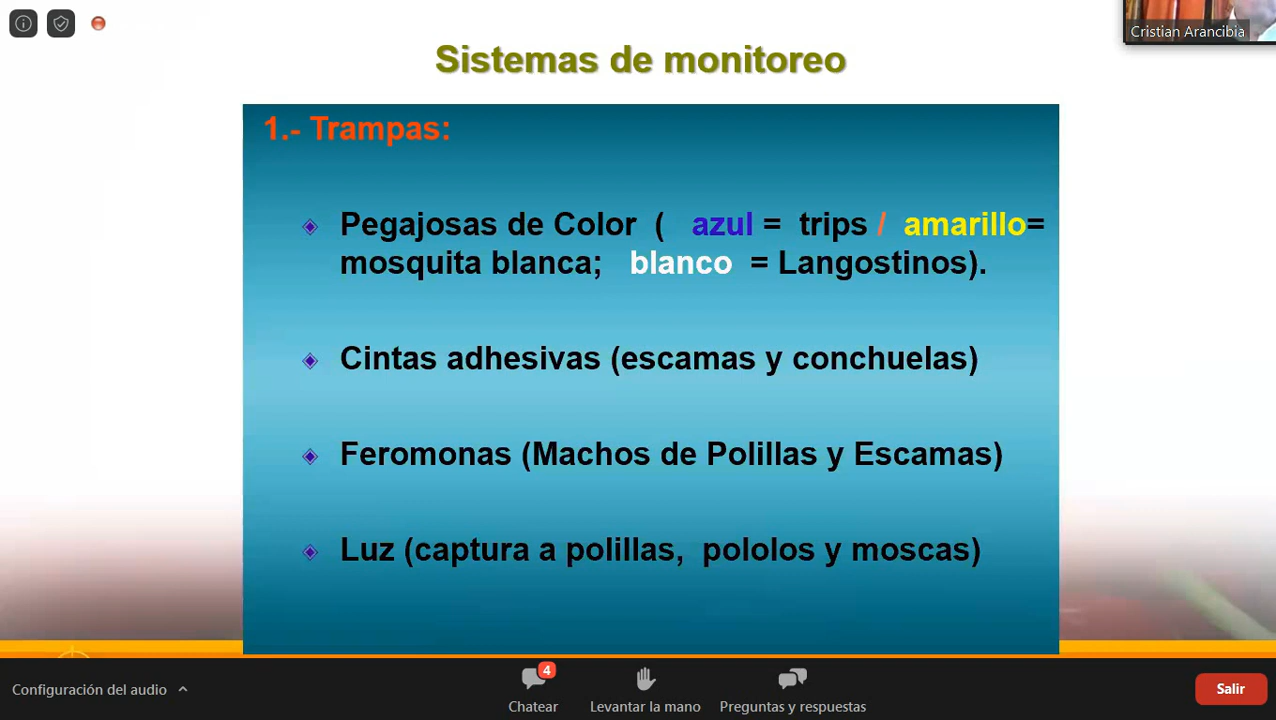 Cristian Arancibia
Sistemas de monitoreo
1.- Trampas:
Pegajosas de Color ( azul = trips / amarillo=
mosquita blanca; blanco = Langostinos).
Cintas adhesivas (escamas y conchuelas)
Feromonas (Machos de Polillas y Escamas)
Luz (captura a polillas, pololos y moscas)
Configuración del audio
4
Chatear
Levantar la mano
Preguntas y respuestas
Salir